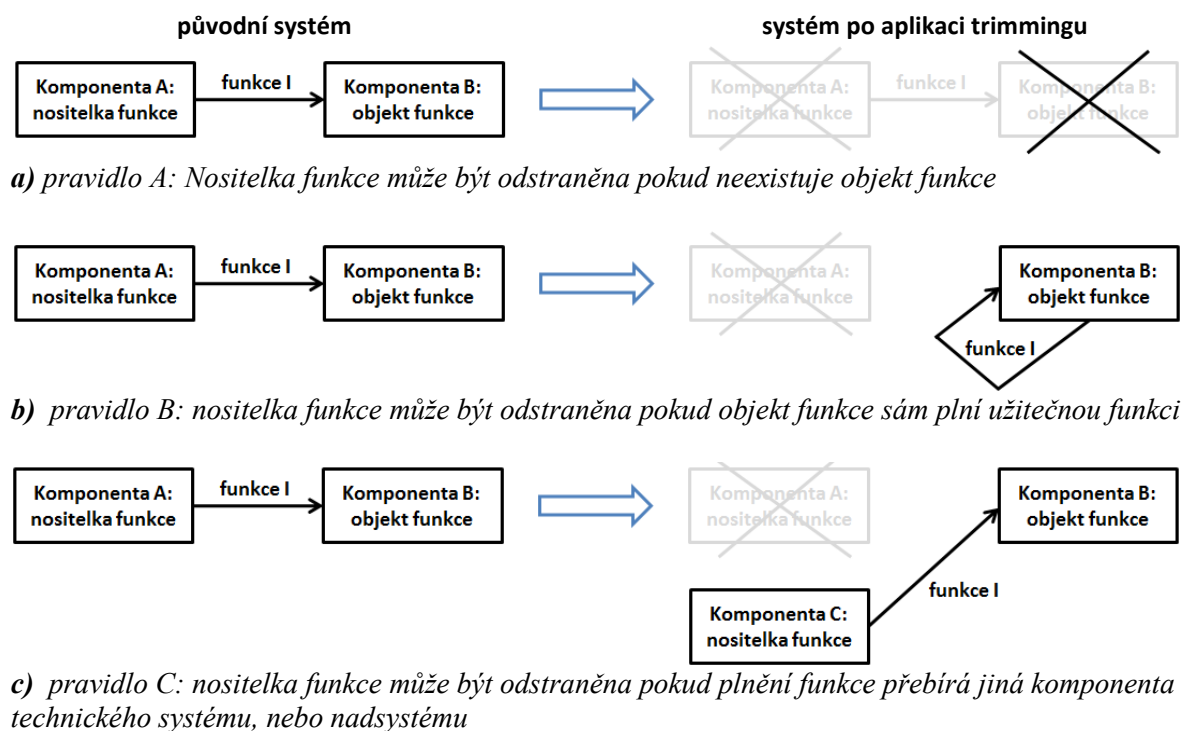 původní systém
systém po aplikaci trimmingu
Komponenta A:
nositelka funkce
funkce I
Komponenta B:
objekt funkce
Komponenta A:
nositelka funkce
funkce I
Komponenta B:
objekt funkce
a) pravidlo A: Nositelka funkce může být odstraněna pokud neexistuje objekt funkce
Komponenta A:
nositelka funkce
funkce I
Komponenta B:
objekt funkce
Komponenta A:
nositelka funkce
Komponenta B:
objekt funkce
funkce I
b) pravidlo B: nositelka funkce může být odstraněna pokud objekt funkce sám plní užitečnou funkci
Komponenta A:
nositelka funkce
funkce I
Komponenta B:
objekt funkce
Komponenta A:
nositelka funkce
Komponenta B:
objekt funkce
funkce I
Komponenta C:
nositelka funkce
c) pravidlo C: nositelka funkce může být odstraněna pokud plnění funkce přebírá jiná komponenta
technického systému, nebo nadsystému